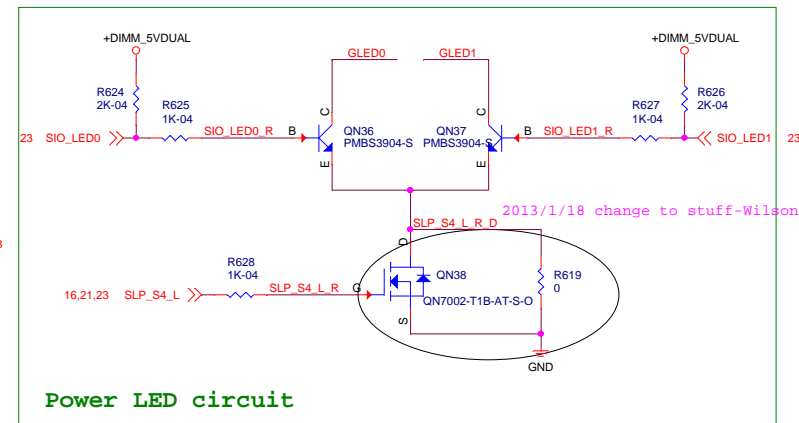 +DIMM_5VDUAL
+DIMM_5VDUAL
GLED0
GLED1
R624
2K-04
R625
1K-04
R627
1K-04
R626
2K-04
C
C
23 SIO_LED0
SIO_LED0_R
B
QN36
PMBS3904-S
QN37
PMBS3904-S
B
SIO_LED1_R
SIO_LED1
23
E
E
2013/1/18 change to stuff-Wilson
SLP_S4_L_R_D
D
3
R628
1K-04
QN38
R619
0
16,21,23 SLP_S4_L
SLP_S4_L_R
G
QN7002-T1B-AT-S-O
S
GND
Power LED circuit